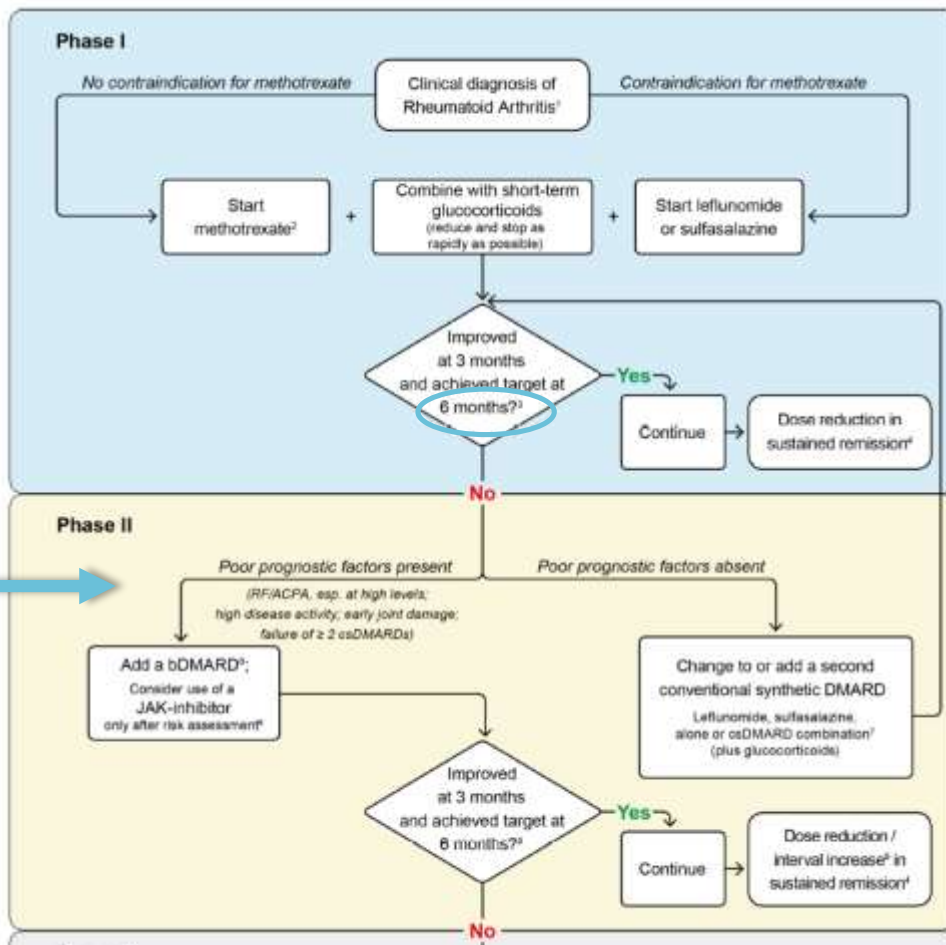 Phase I
No contraindication for methotrexate
Clinical diagnosis of
Rheumatoid Arthritis¹
Contraindication for methotrexate
Start
methotrexate²
+
Combine with short-term
glucocorticoids
(reduce and stop as
rapidly as possible)
+
Start leflunomide
or sulfasalazine
Improved
at 3 months
and achieved target at
6 months?³
Yes
Continue
Dose reduction in
sustained remission⁴
No
Phase II
Poor prognostic factors present
(RF/ACPA, esp. at high levels;
high disease activity; early joint damage;
failure of ≥ 2 csDMARDs)
Poor prognostic factors absent
Add a bDMARD⁵;
Consider use of a
JAK-inhibitor
only after risk assessment⁶
Change to or add a second
conventional synthetic DMARD
Leflunomide, sulfasalazine,
alone or csDMARD combination⁷
(plus glucocorticoids)
Improved
at 3 months
and achieved target at
6 months?³
Yes
Continue
Dose reduction /
interval increase⁸ in
sustained remission⁴
No